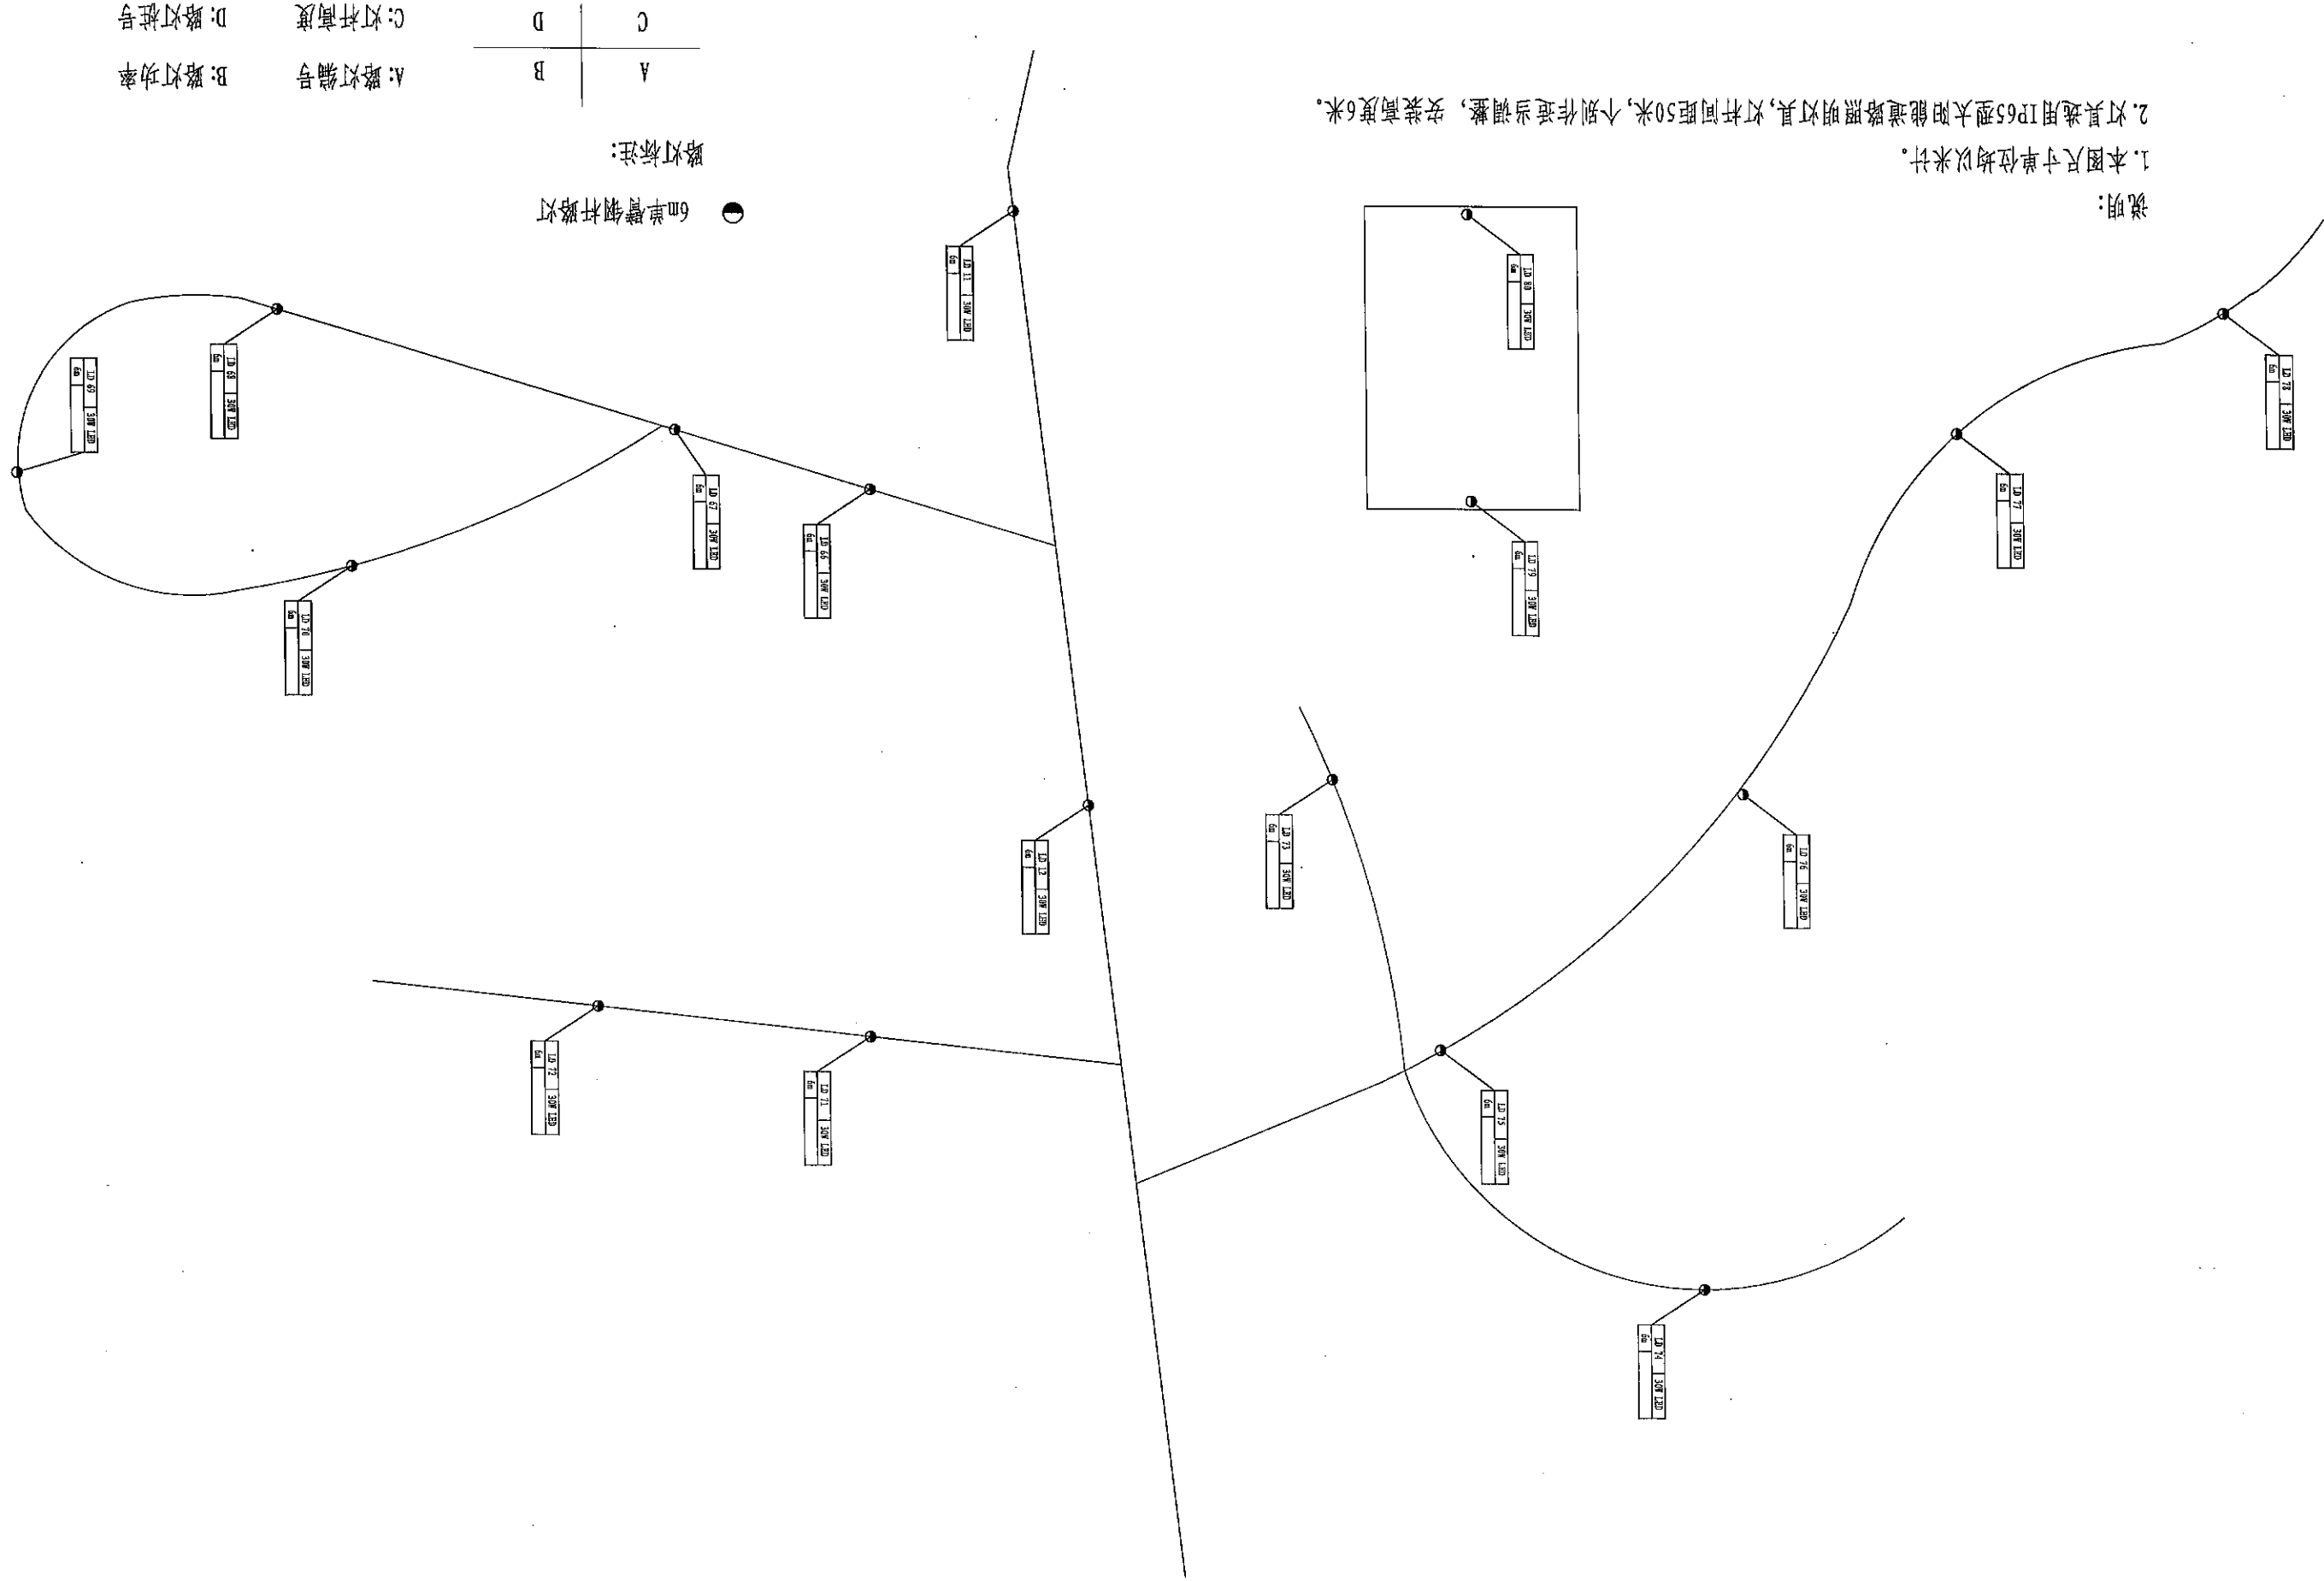 说明:
1.本图尺寸单位均以米计。
2.灯具选用IP65型太阳能道路照明灯具,灯杆间距50米,个别作适当调整, 安装高度6米。
6m单臂钢杆路灯
路灯标注:
A B
C D
A:路灯编号 B:路灯功率
C:灯杆高度 D:路灯桩号
LD 11 30W LED
6m
LD 80 30W LED
6m
LD 78 30W LED
6m
LD 68 30W LED
6m
LD 69 30W LED
6m
LD 67 30W LED
6m
LD 66 30W LED
6m
LD 77 30W LED
6m
LD 79 30W LED
6m
LD 70 30W LED
6m
LD 73 30W LED
6m
LD 12 30W LED
6m
LD 76 30W LED
6m
LD 72 30W LED
6m
LD 71 30W LED
6m
LD 75 30W LED
6m
LD 74 30W LED
6m